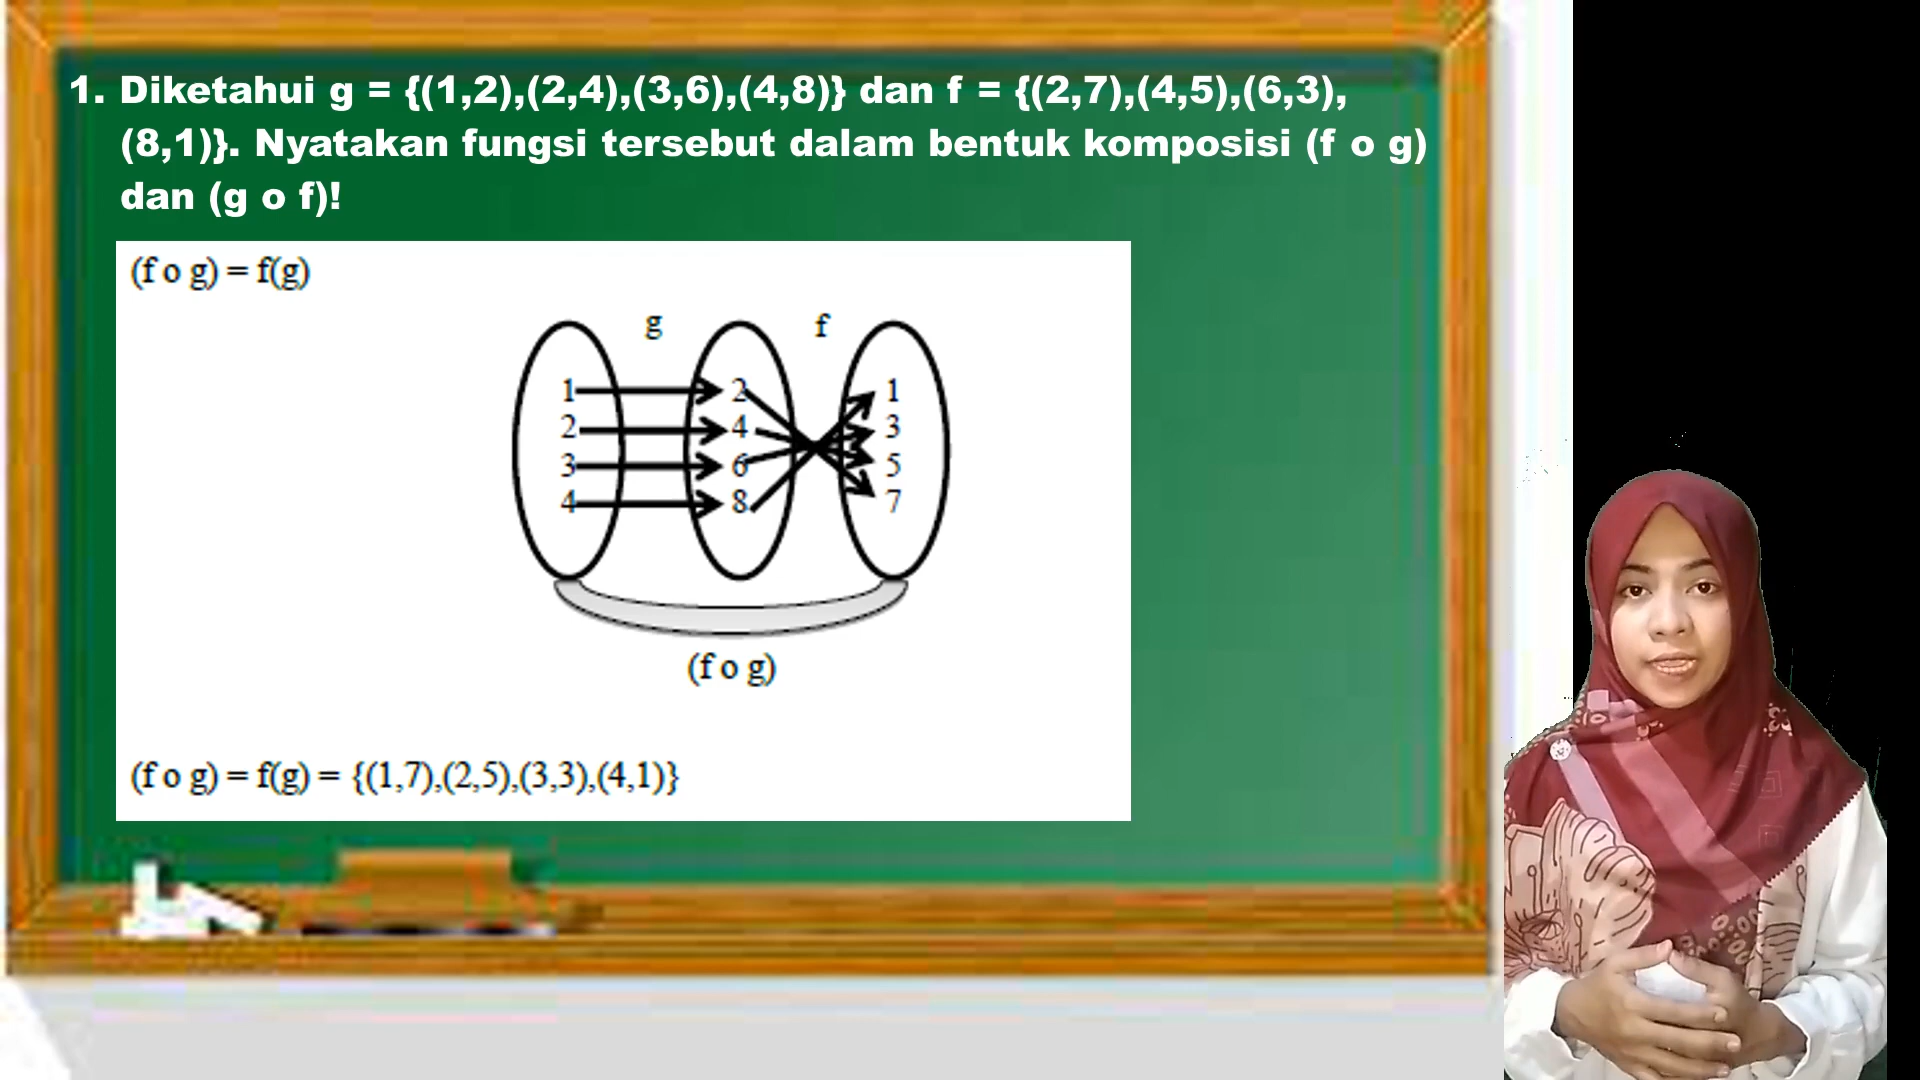 1. Diketahui g = {(1,2),(2,4),(3,6),(4,8)} dan f = {(2,7),(4,5),(6,3),
(8,1)}. Nyatakan fungsi tersebut dalam bentuk komposisi (f o g)
dan (g o f)!
(f o g) = f(g)
g f
1 2 1
2 4 3
3 6 5
4 8 7
(f o g)
(f o g) = f(g) = {(1,7),(2,5),(3,3),(4,1)}